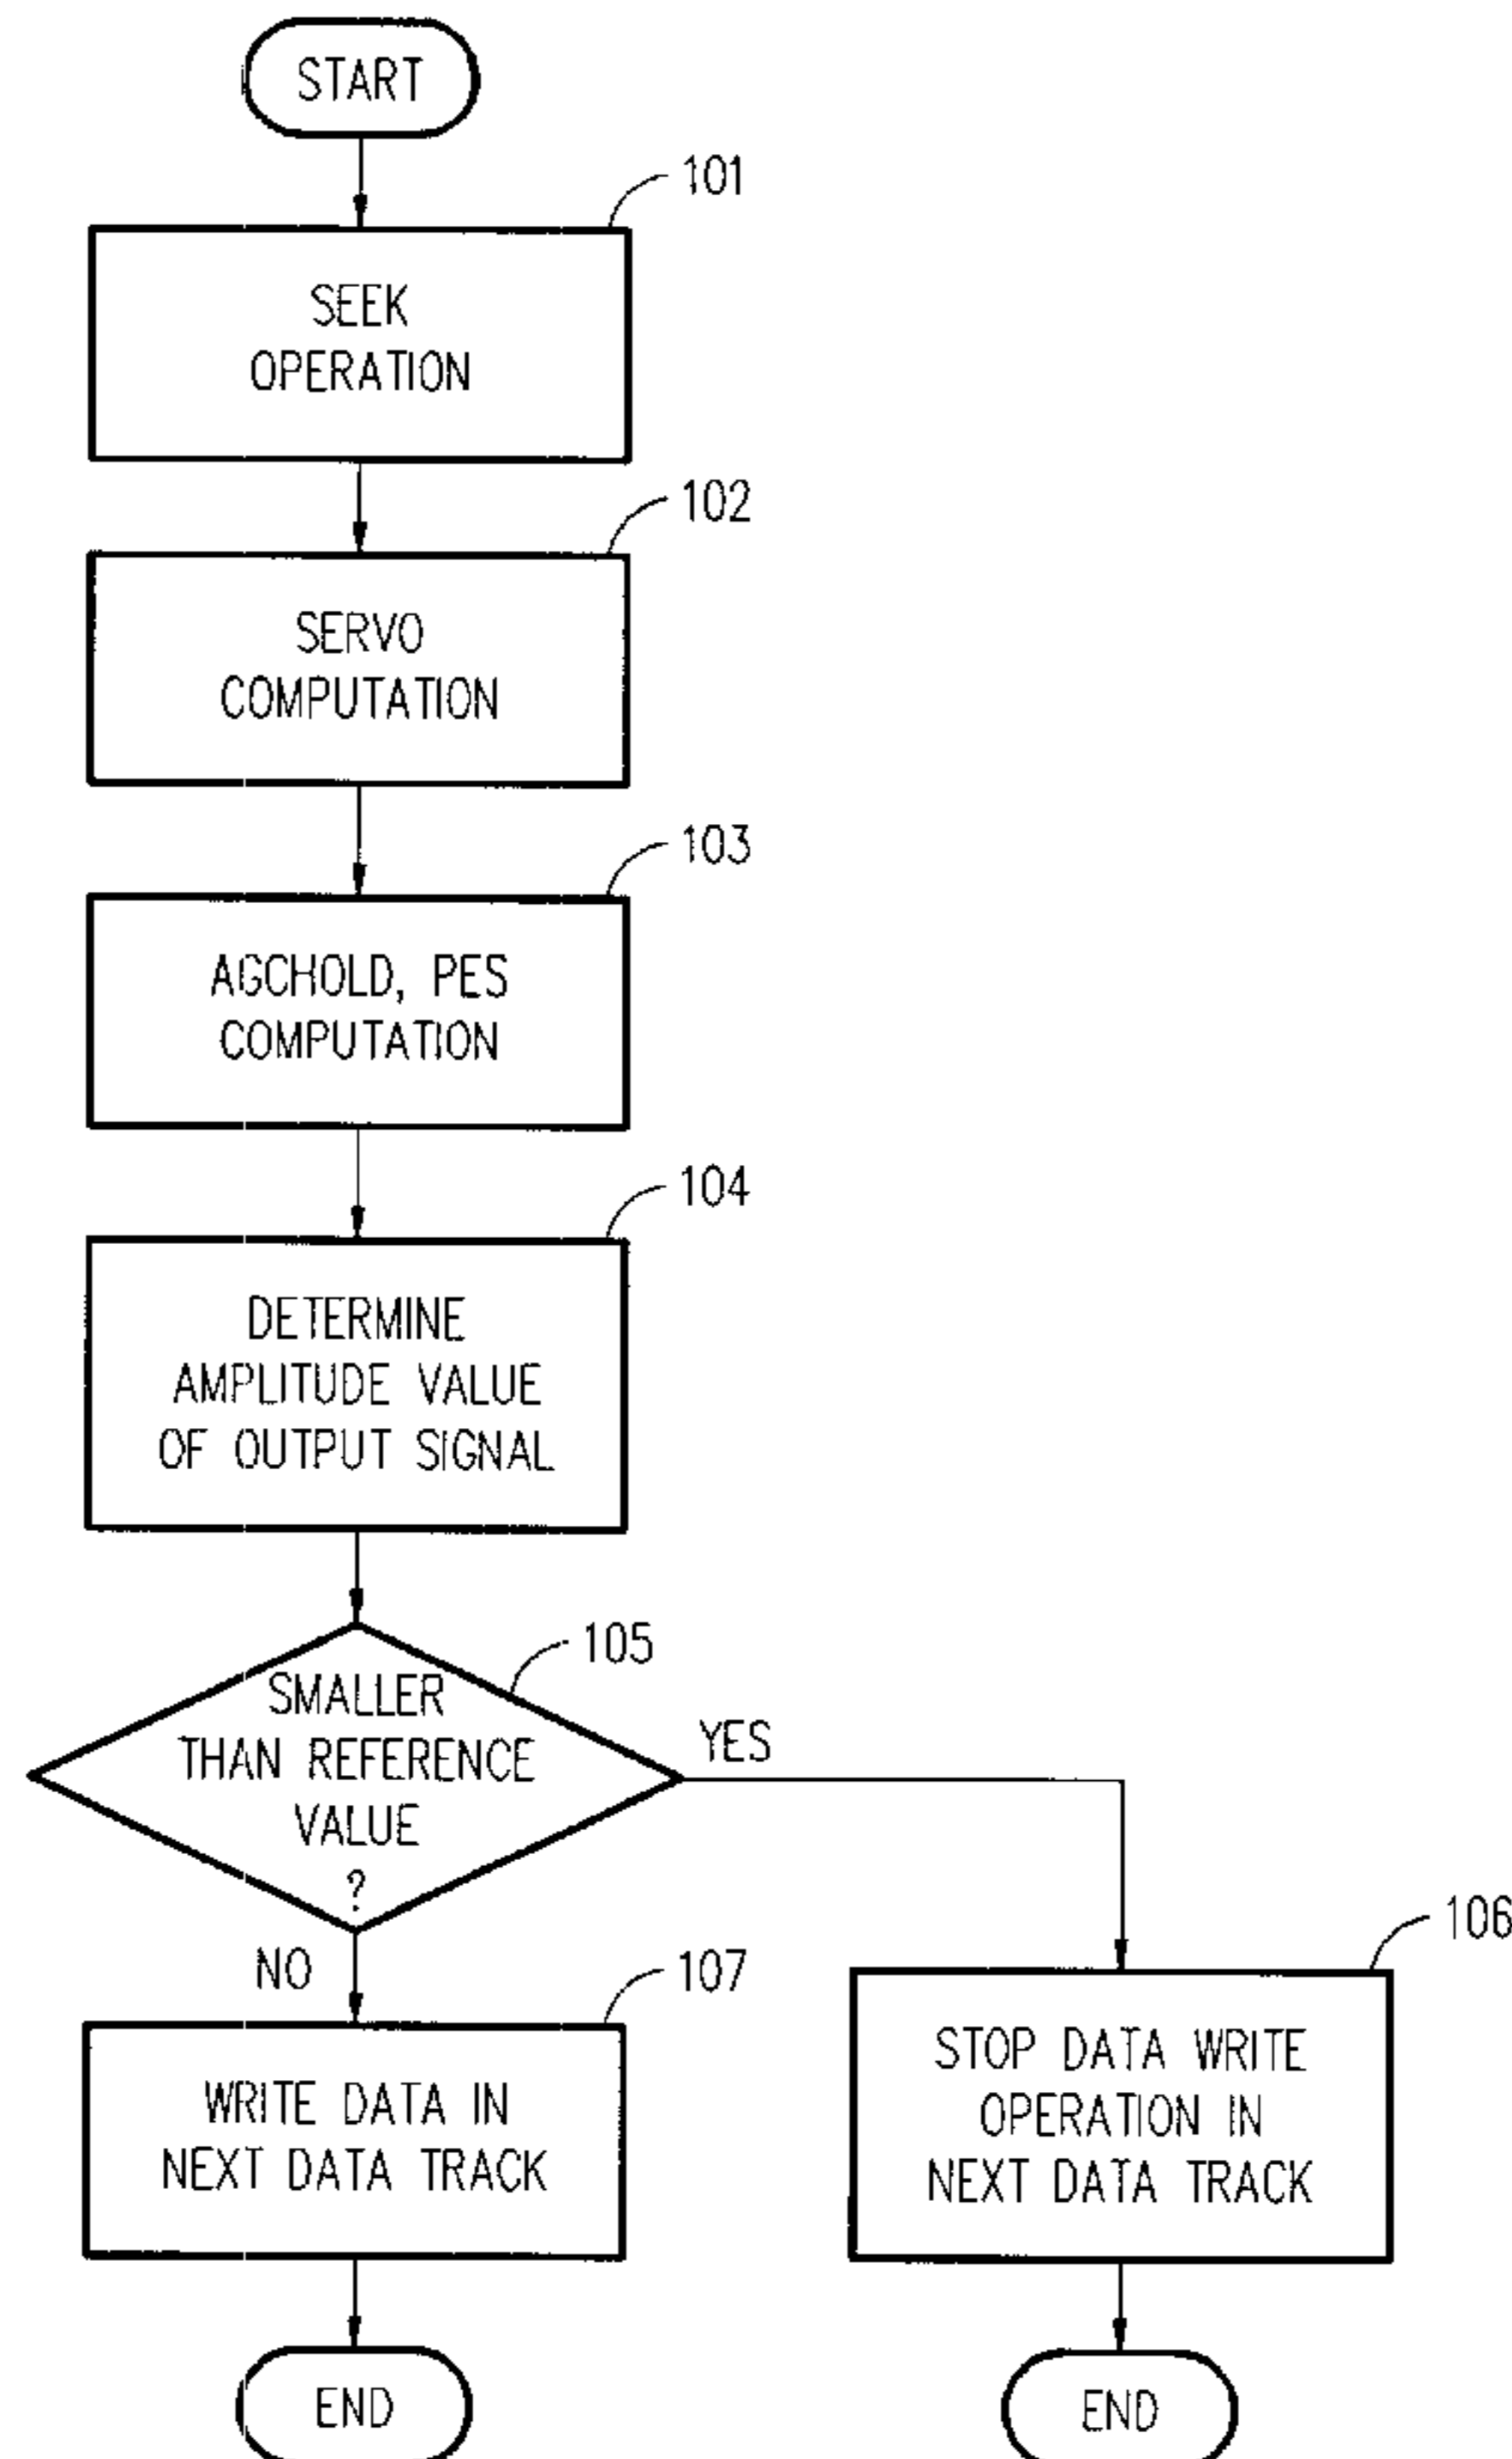 START
101
SEEK
OPERATION
102
SERVO
COMPUTATION
103
AGCHOLD, PES
COMPUTATION
104
DETERMINE
AMPLITUDE VALUE
OF OUTPUT SIGNAL
105
SMALLER
THAN REFERENCE
VALUE
?
YES
NO
107
WRITE DATA IN
NEXT DATA TRACK
END
106
STOP DATA WRITE
OPERATION IN
NEXT DATA TRACK
END